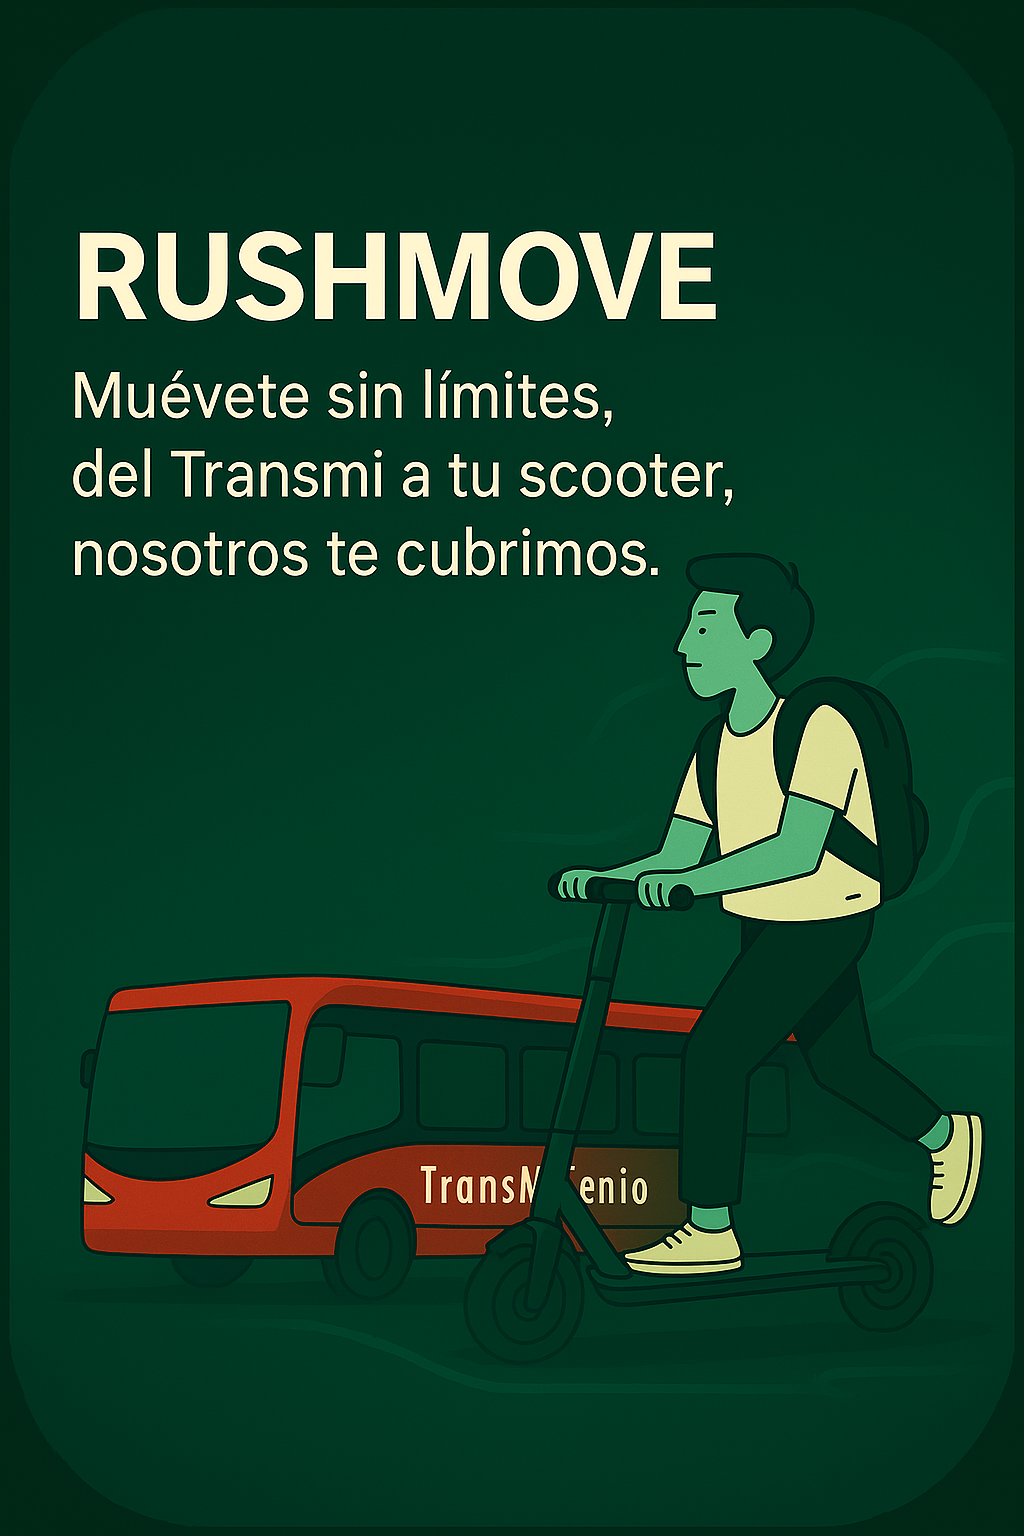 RUSHMOVE
Muévete sin límites,
del Transmi a tu scooter,
nosotros te cubrimos.